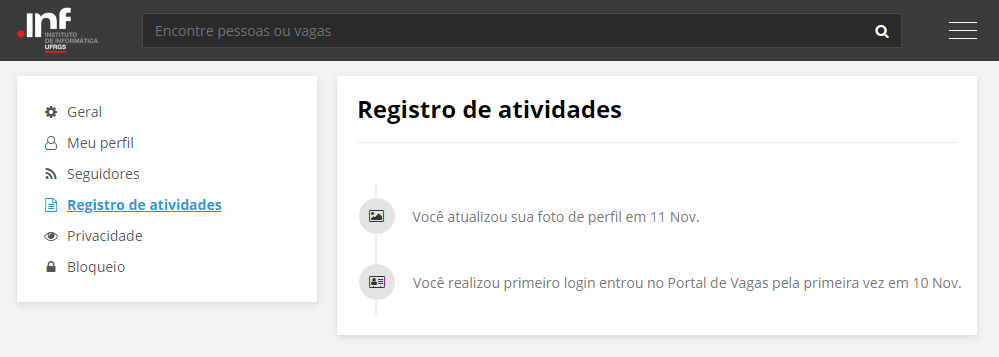 .inf
INSTITUTO
DE INFORMÁTICA
UFRGS
Encontre pessoas ou vagas
Geral
Meu perfil
Seguidores
Registro de atividades
Privacidade
Bloqueio
Registro de atividades
Você atualizou sua foto de perfil em 11 Nov.
Você realizou primeiro login entrou no Portal de Vagas pela primeira vez em 10 Nov.